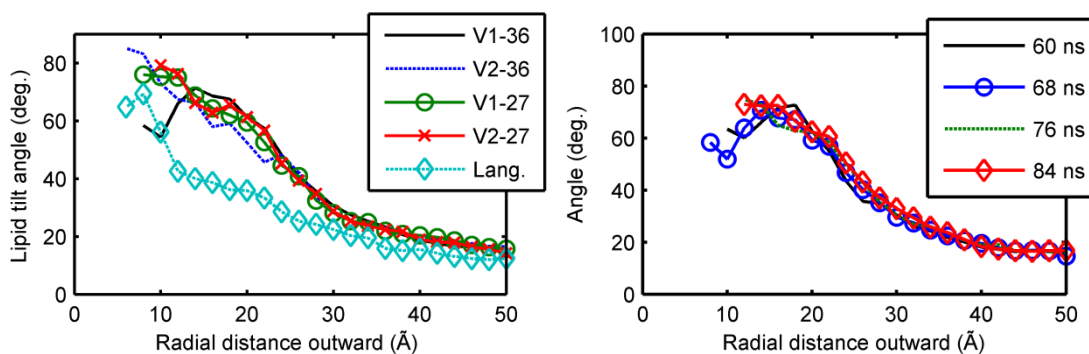 Lipid tilt angle (deg.)
80
60
40
20
0
0 10 20 30 40 50
Radial distance outward (Ã)
V1-36
V2-36
V1-27
V2-27
Lang.
Angle (deg.)
100
80
60
40
20
0
0 10 20 30 40 50
Radial distance outward (Ã)
60 ns
68 ns
76 ns
84 ns